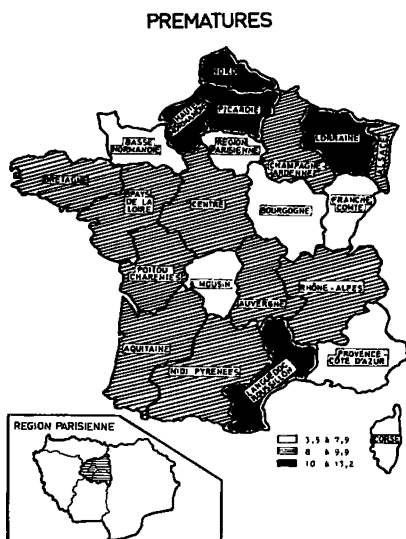 PREMATURES
NORD
HAUTE
NORMANDIE
PICARDIE
BASSE
NORMANDIE
REGION
PARISIENNE
LORRAINE
ALSACE
CHAMPAGNE
ARDENNE
BRETAGNE
PAYS
DE LA
LOIRE
CENTRE
BOURGOGNE
FRANCHE
COMTE
POITOU
CHARENTES
LIMOUSIN
AUVERGNE
RHÔNE-ALPES
AQUITAINE
MIDI PYRENEES
LANGUEDOC
ROUSSILLON
PROVENCE
CÔTE D'AZUR
CORSE
REGION PARISIENNE
3,5 à 7,9
8 à 9,9
10 à 13,2